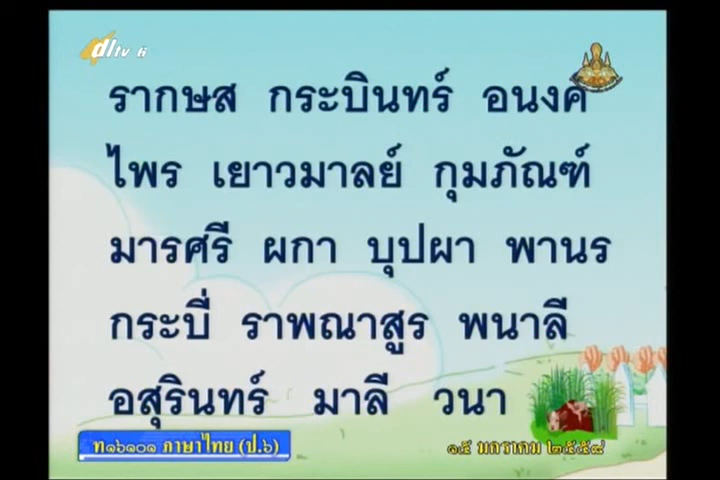 dltv ๖
รากษส กระบินทร์ อนงค์
ไพร เยาวมาลย์ กุมภัณฑ์
มารศรี ผกา บุปผา พานร
กระบี่ ราพณาสูร พนาลี
อสุรินทร์ มาลี วนา
ท๑๖๑๐๑ ภาษาไทย (ป.๖)
๑๕ มกราคม ๒๕๕๙